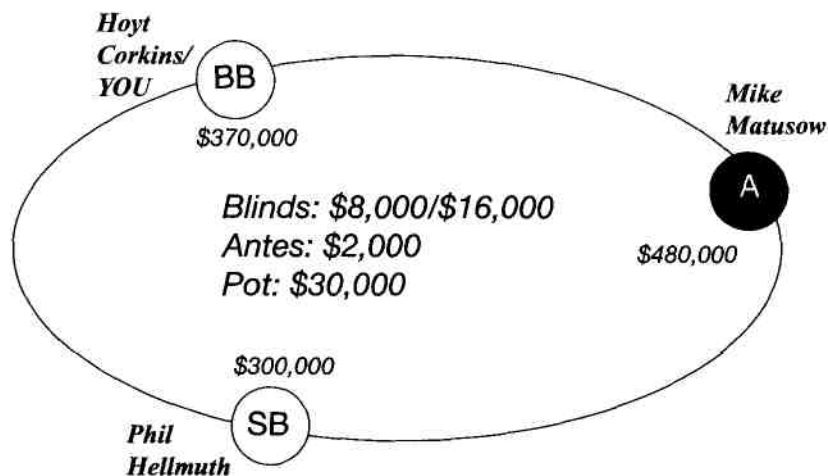 Hoyt
Corkins/
YOU
BB
$370,000
Mike
Matusow
A
$480,000
Blinds: $8,000/$16,000
Antes: $2,000
Pot: $30,000
$300,000
SB
Phil
Hellmuth